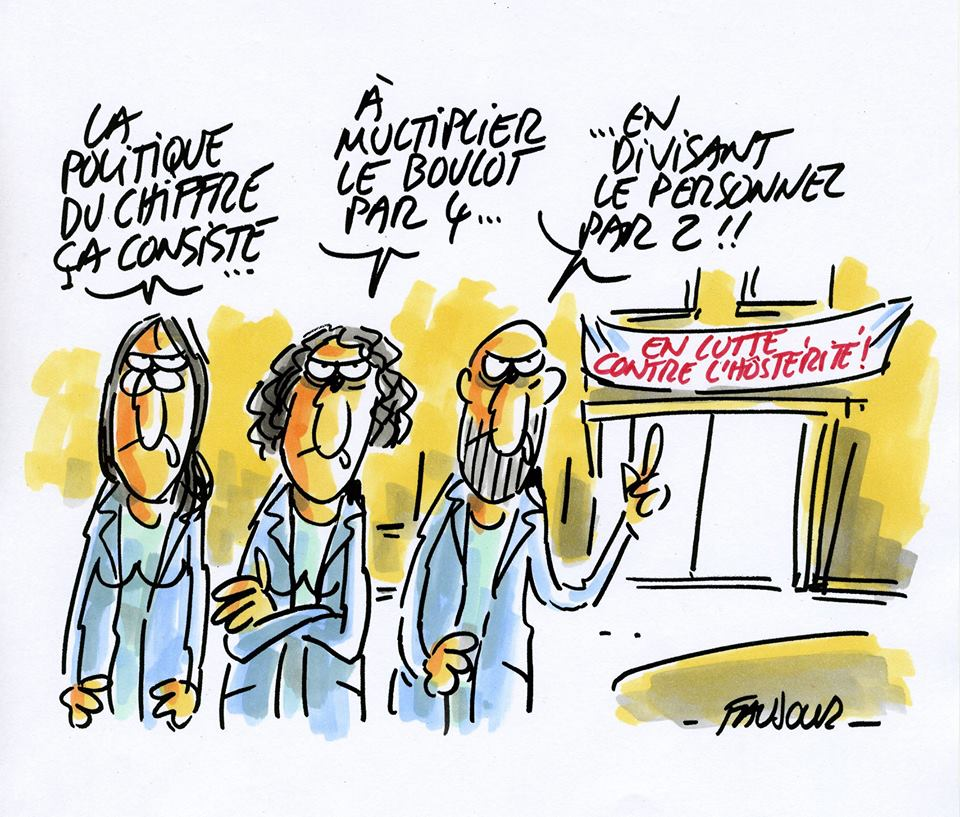 LA
POLITIQUE
DU CHIFFRE
ÇA CONSISTE
...
À
MULTIPLIER
LE BOULOT
PAR 4...
...EN
DIVISANT
LE PERSONNEL
PAR 2 !!
EN LUTTE
CONTRE L'HÔSTÉRITÉ !
- FAUJOUR -